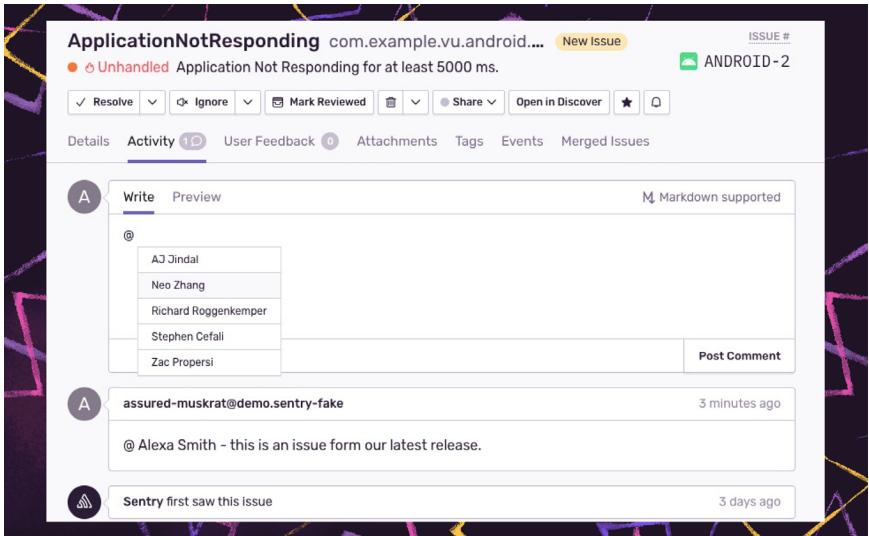 ApplicationNotResponding com.example.vu.android.... New Issue
ISSUE #
Unhandled Application Not Responding for at least 5000 ms.
ANDROID-2
Resolve Ignore Mark Reviewed Share Open in Discover
Details Activity 1 User Feedback 0 Attachments Tags Events Merged Issues
A Write Preview Markdown supported
@
AJ Jindal
Neo Zhang
Richard Roggenkemper
Stephen Cefali
Zac Propersi
Post Comment
A assured-muskrat@demo.sentry-fake 3 minutes ago
@ Alexa Smith - this is an issue form our latest release.
Sentry first saw this issue 3 days ago